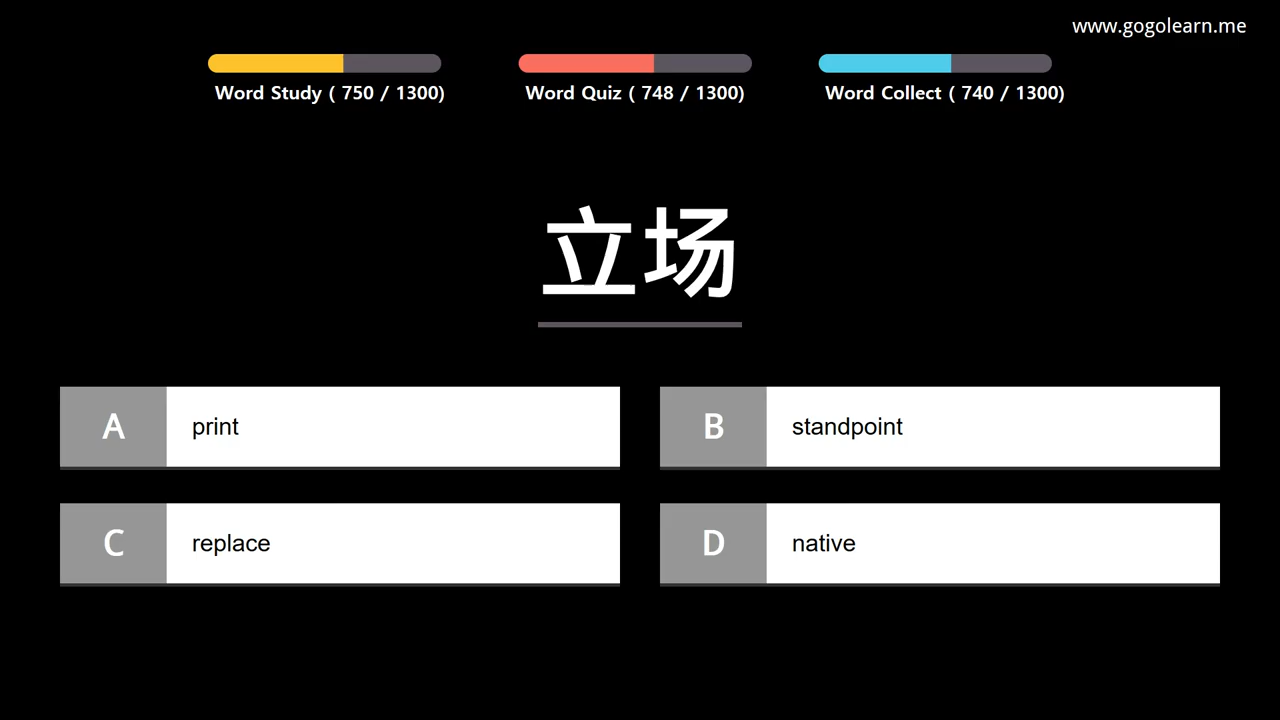 www.gogolearn.me
Word Study ( 750 / 1300)
Word Quiz ( 748 / 1300)
Word Collect ( 740 / 1300)
立场
A print
B standpoint
C replace
D native